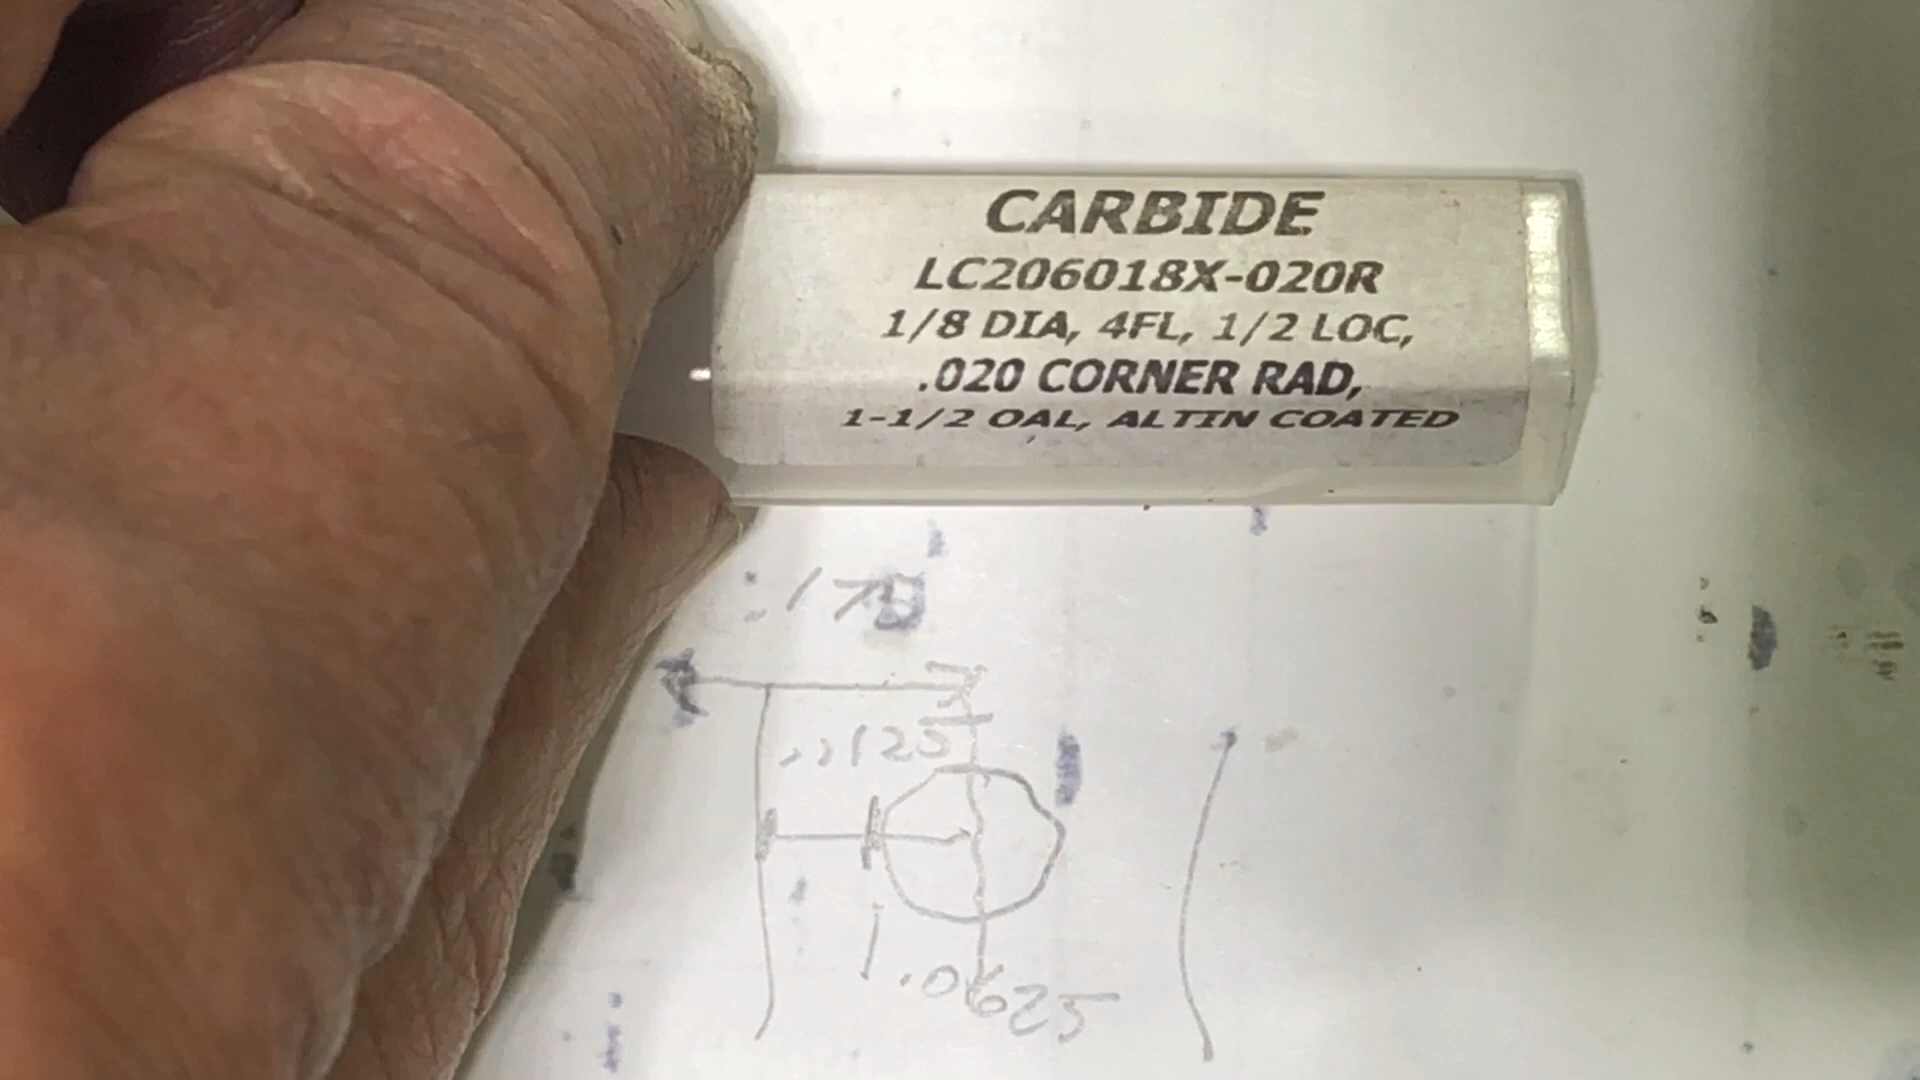 CARBIDE
LC206018X-020R
1/8 DIA, 4FL, 1/2 LOC,
.020 CORNER RAD,
1-1/2 OAL, ALTIN COATED
.0625